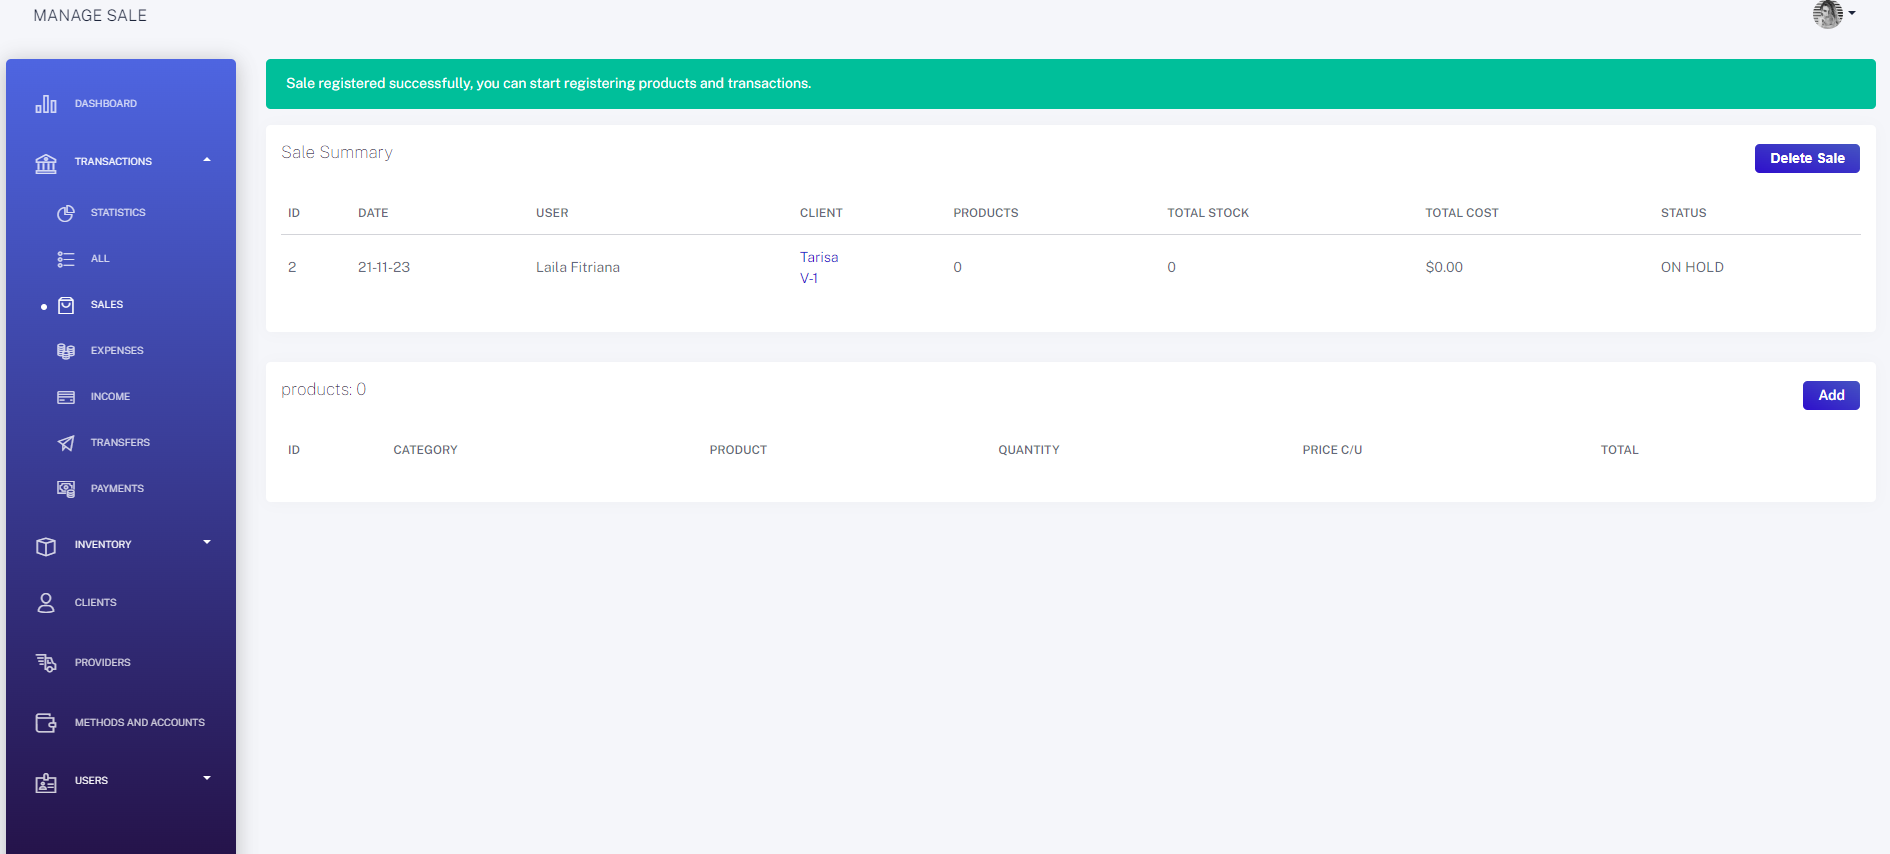 MANAGE SALE
DASHBOARD
TRANSACTIONS
STATISTICS
ALL
SALES
EXPENSES
INCOME
TRANSFERS
PAYMENTS
INVENTORY
CLIENTS
PROVIDERS
METHODS AND ACCOUNTS
USERS
Sale registered successfully, you can start registering products and transactions.
Sale Summary
Delete Sale
ID DATE USER CLIENT PRODUCTS TOTAL STOCK TOTAL COST STATUS
2 21-11-23 Laila Fitriana Tarisa 0 0 $0.00 ON HOLD
V-1
products: 0
Add
ID CATEGORY PRODUCT QUANTITY PRICE C/U TOTAL